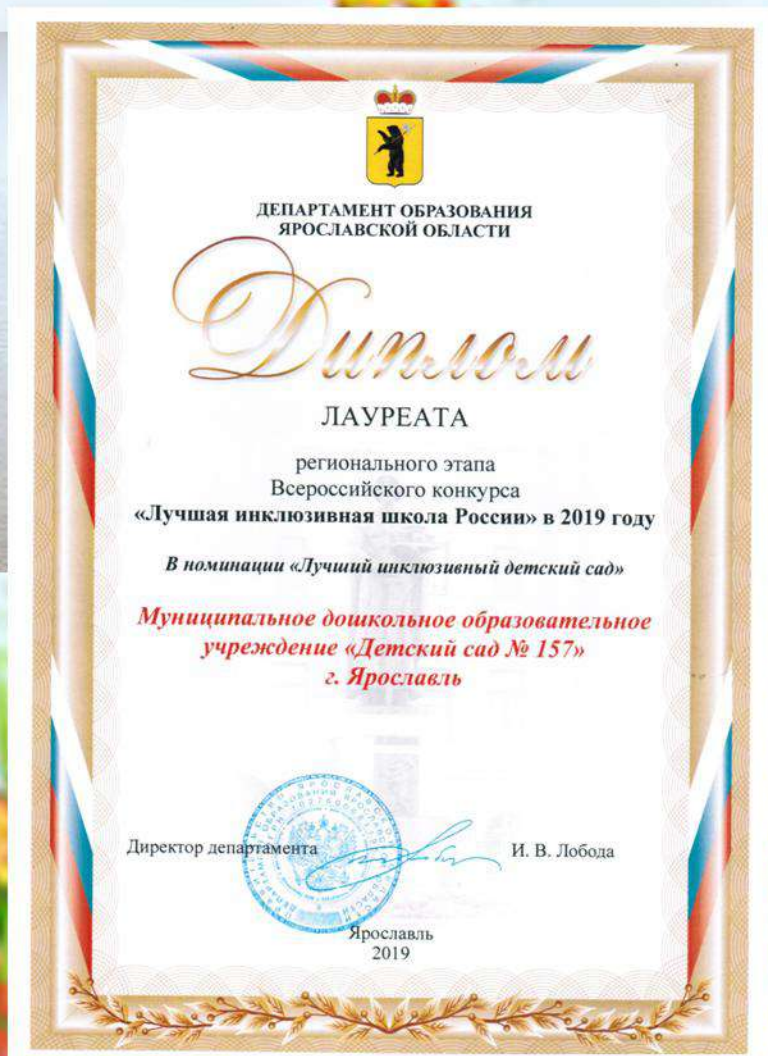 ДЕПАРТАМЕНТ ОБРАЗОВАНИЯ
ЯРОСЛАВСКОЙ ОБЛАСТИ
Диплом
ЛАУРЕАТА
регионального этапа
Всероссийского конкурса
«Лучшая инклюзивная школа России» в 2019 году
В номинации «Лучший инклюзивный детский сад»
Муниципальное дошкольное образовательное
учреждение «Детский сад № 157»
г. Ярославль
Директор департамента
И. В. Лобода
Ярославль
2019